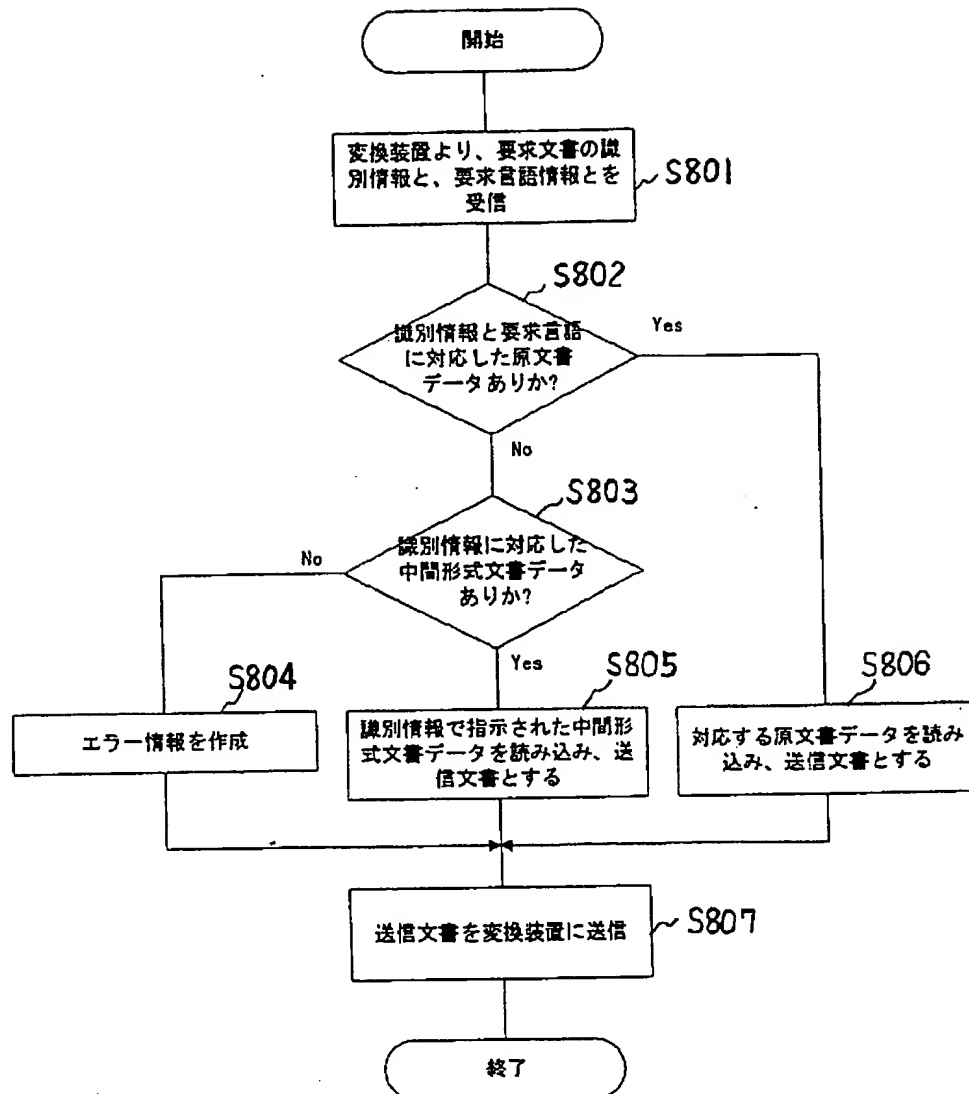 開始
変換装置より、要求文書の識
別情報と、要求言語情報とを
受信
S801
S802
識別情報と要求言語
に対応した原文書
データありか?
Yes
No
S803
識別情報に対応した
中間形式文書データ
ありか?
No
Yes
S804
エラー情報を作成
S805
識別情報で指示された中間形
式文書データを読み込み、送
信文書とする
S806
対応する原文書データを読み
込み、送信文書とする
送信文書を変換装置に送信
S807
終了